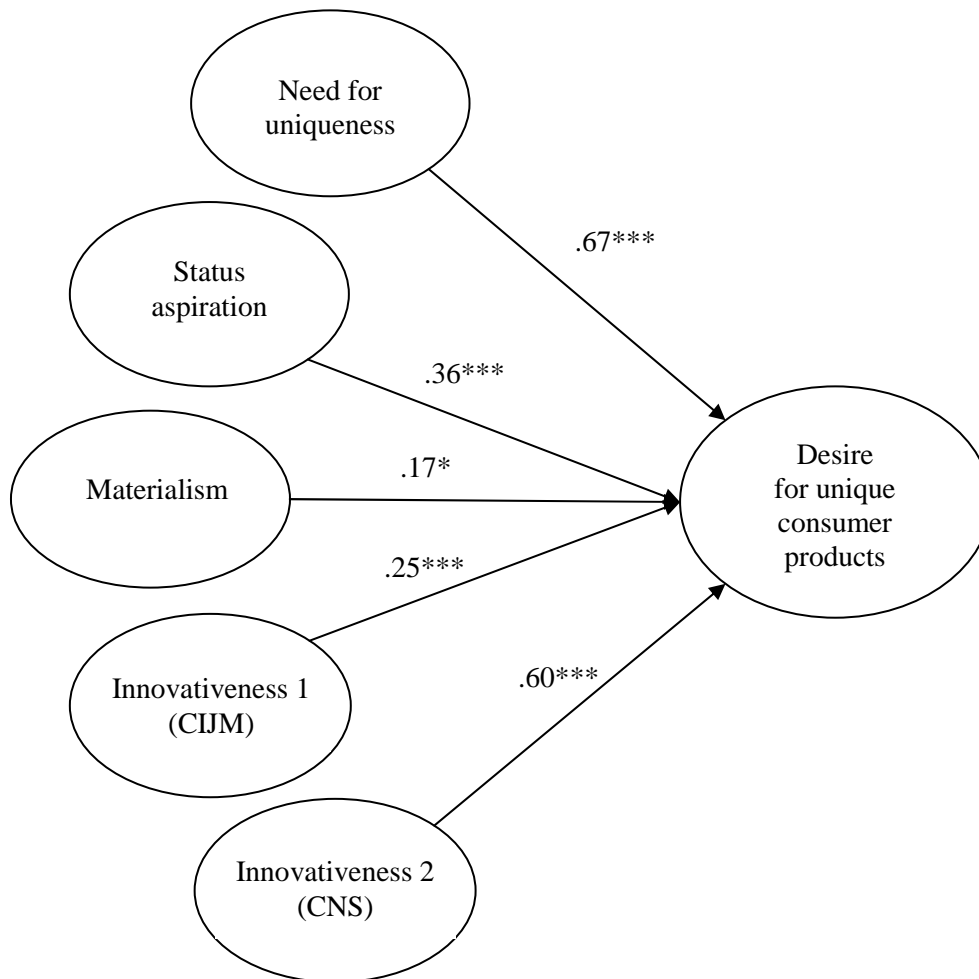 Need for
uniqueness
.67***
Status
aspiration
.36***
Materialism
.17*
Desire
for unique
consumer
products
.25***
Innovativeness 1
(CIJM)
.60***
Innovativeness 2
(CNS)